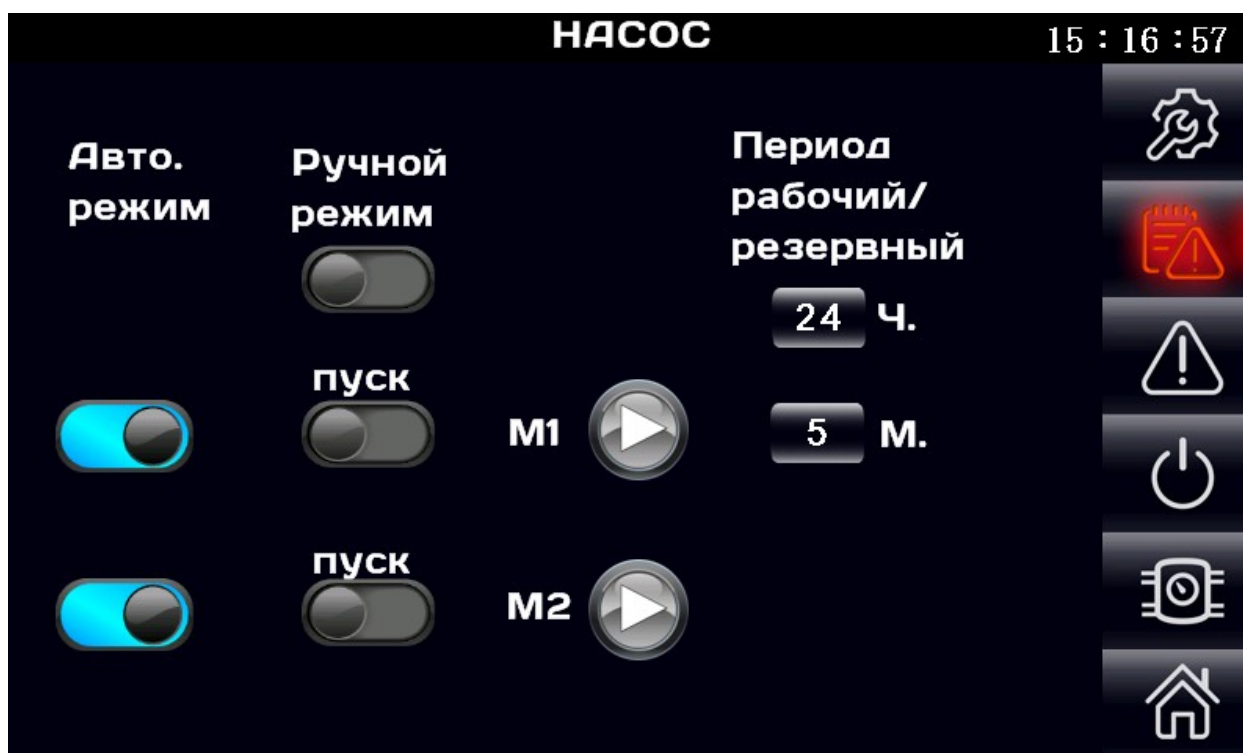 НАСОС
15 : 16 : 57
Авто.
режим
Ручной
режим
Период
рабочий/
резервный
24 Ч.
пуск
М1
5 М.
пуск
М2